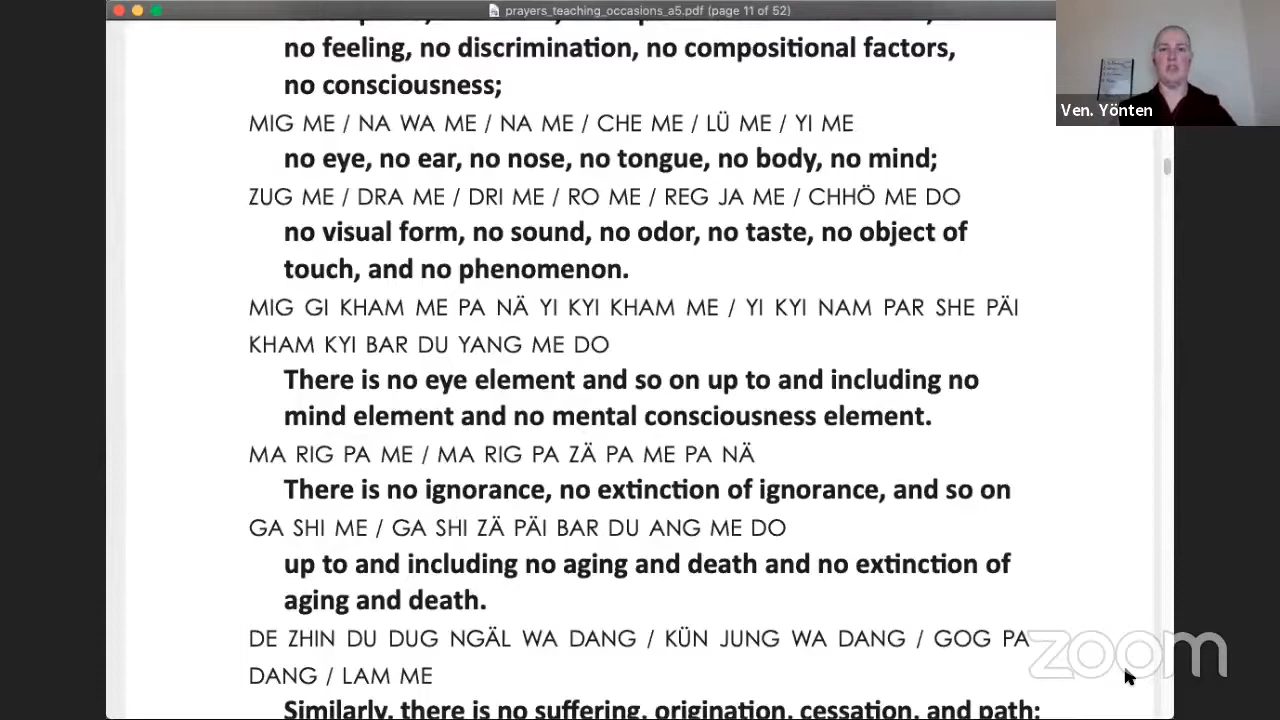 prayers_teaching_occasions_a5.pdf (page 11 of 52)
no feeling, no discrimination, no compositional factors,
no consciousness;
MIG ME / NA WA ME / NA ME / CHE ME / LÜ ME / YI ME
no eye, no ear, no nose, no tongue, no body, no mind;
ZUG ME / DRA ME / DRI ME / RO ME / REG JA ME / CHHÖ ME DO
no visual form, no sound, no odor, no taste, no object of
touch, and no phenomenon.
MIG GI KHAM ME PA NÄ YI KYI KHAM ME / YI KYI NAM PAR SHE PÄI
KHAM KYI BAR DU YANG ME DO
There is no eye element and so on up to and including no
mind element and no mental consciousness element.
MA RIG PA ME / MA RIG PA ZÄ PA ME PA NÄ
There is no ignorance, no extinction of ignorance, and so on
GA SHI ME / GA SHI ZÄ PÄI BAR DU ANG ME DO
up to and including no aging and death and no extinction of
aging and death.
DE ZHIN DU DUG NGÄL WA DANG / KÜN JUNG WA DANG / GOG PA
DANG / LAM ME
Similarly, there is no suffering, origination, cessation, and path;
Ven. Yönten
zoom